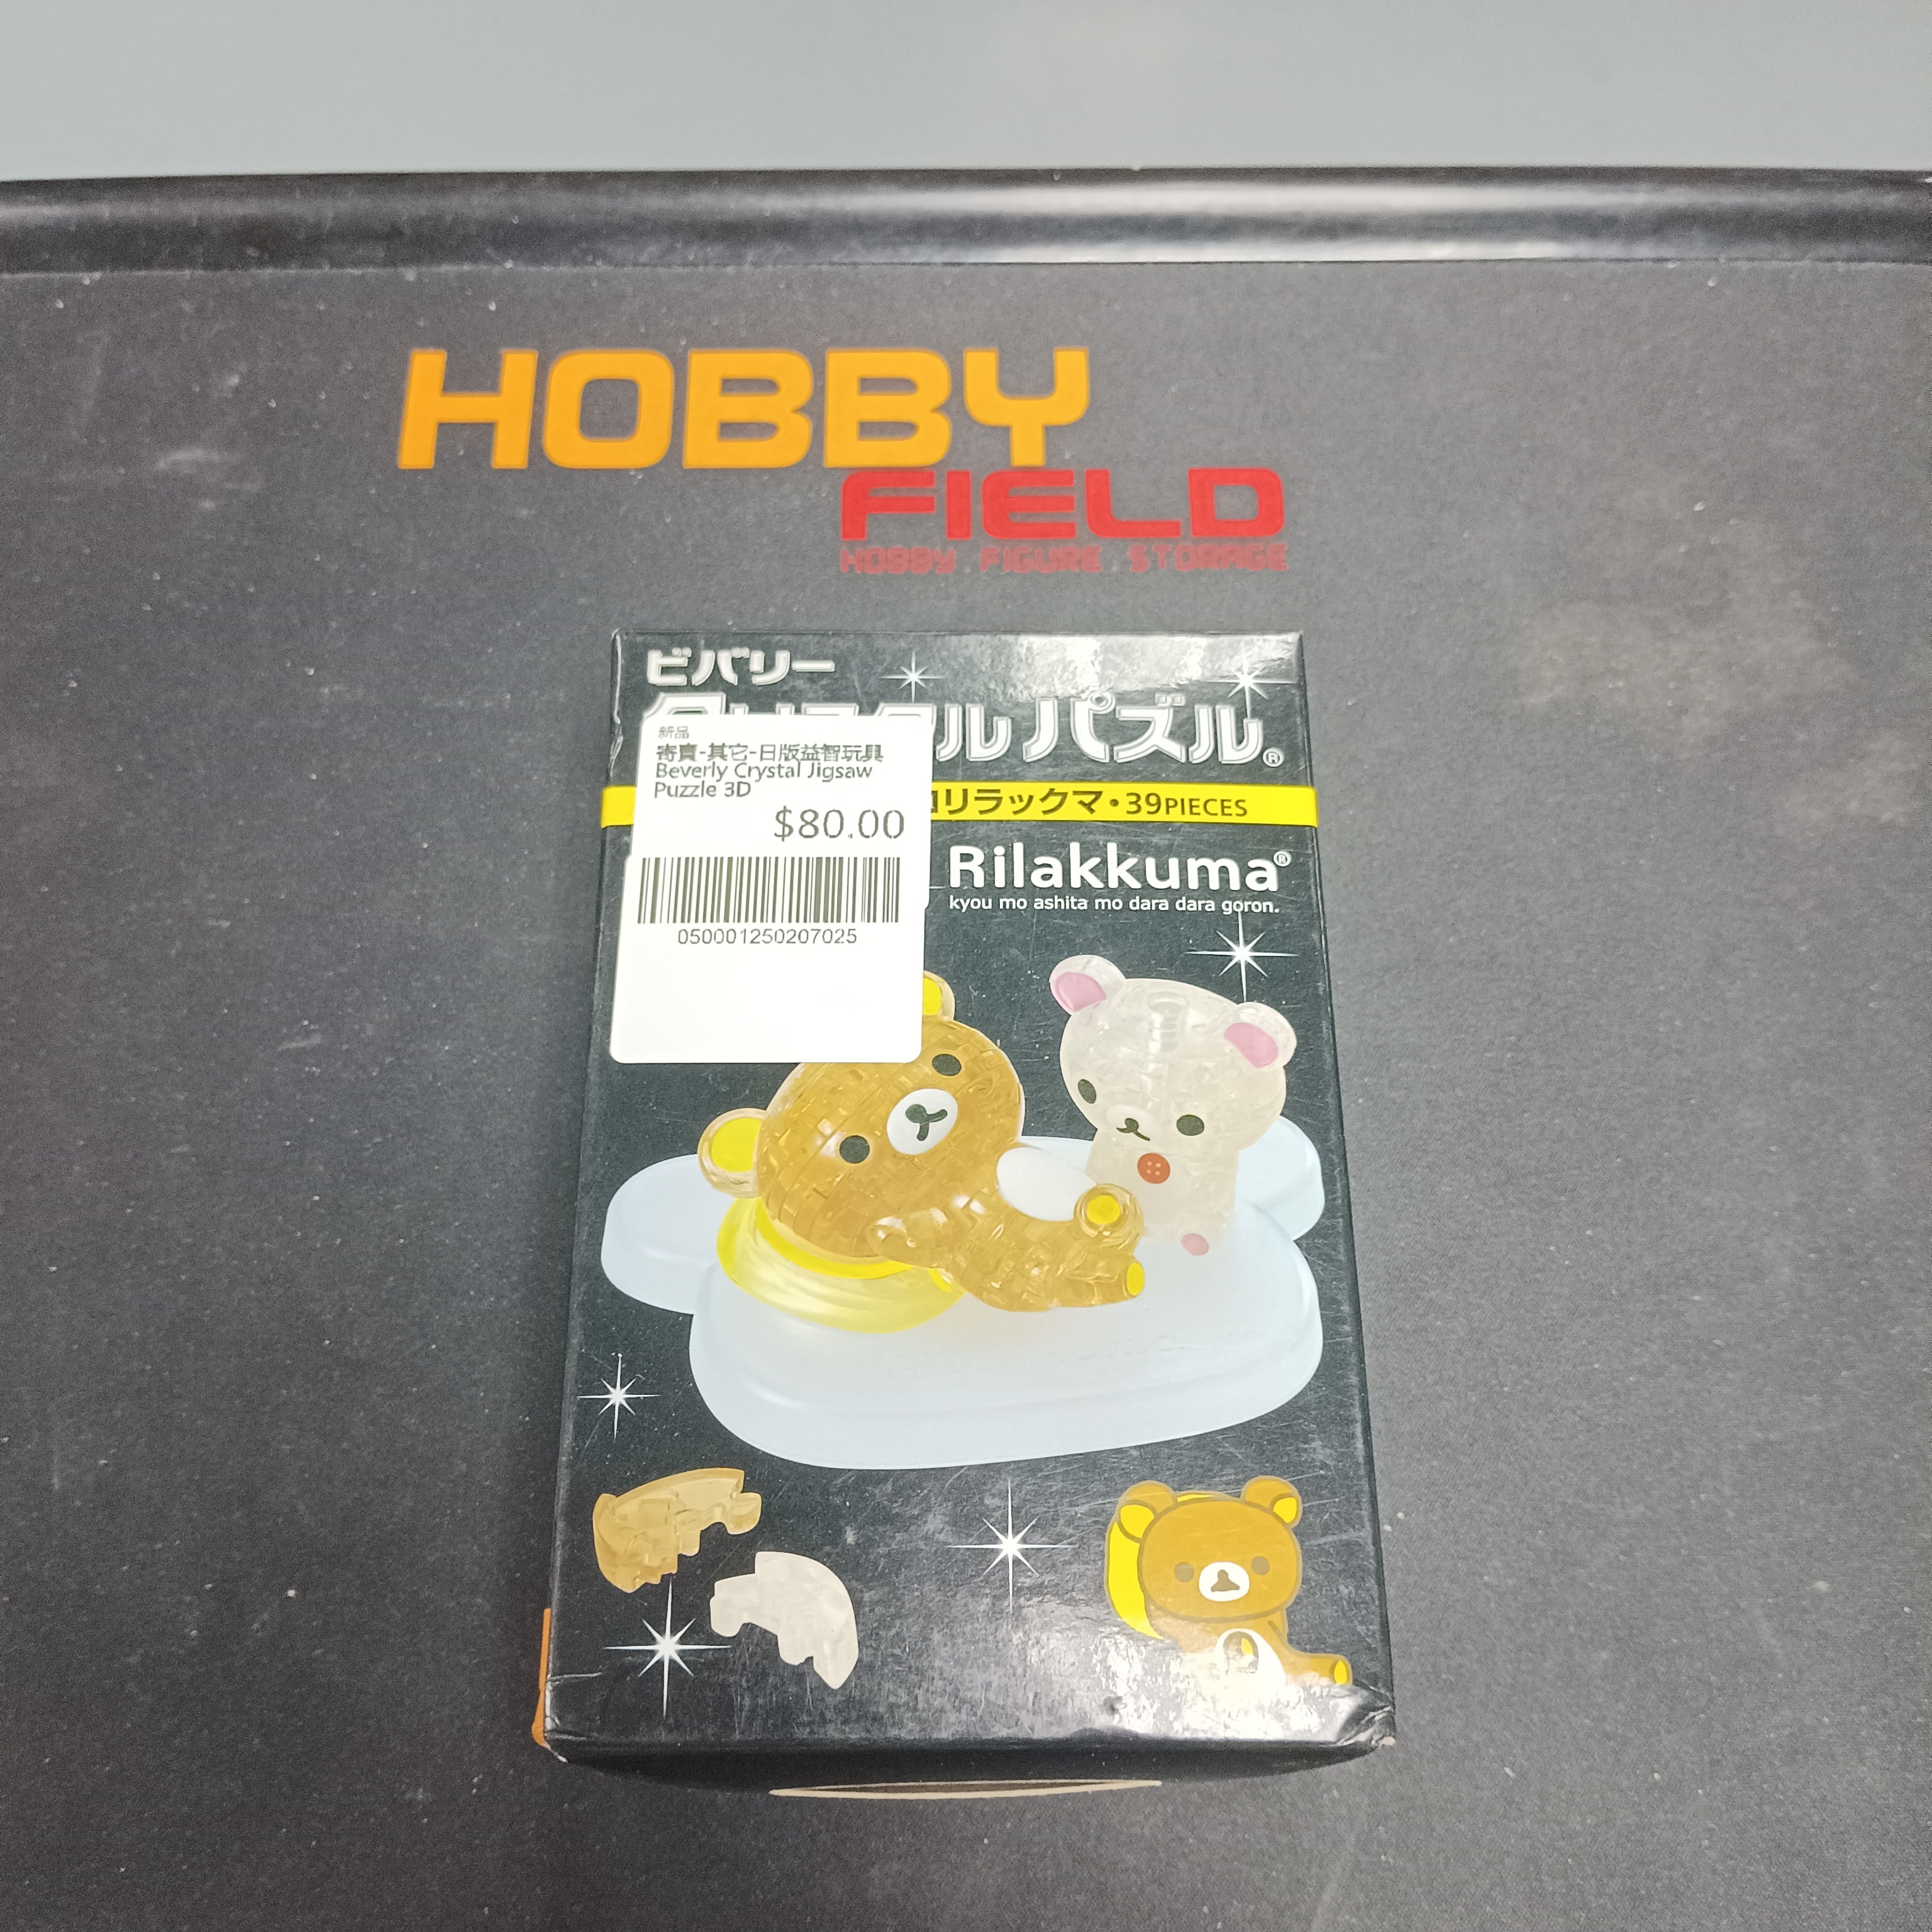 HOBBY
FIELD
HOBBY FIGURE STORAGE
ビバリー
ルパズル®
新品
寄賣-其它-日版益智玩具
Beverly Crystal Jigsaw
Puzzle 3D
$80.00
050001250207025
リラックマ・39PIECES
Rilakkuma®
kyou mo ashita mo dara dara goron.